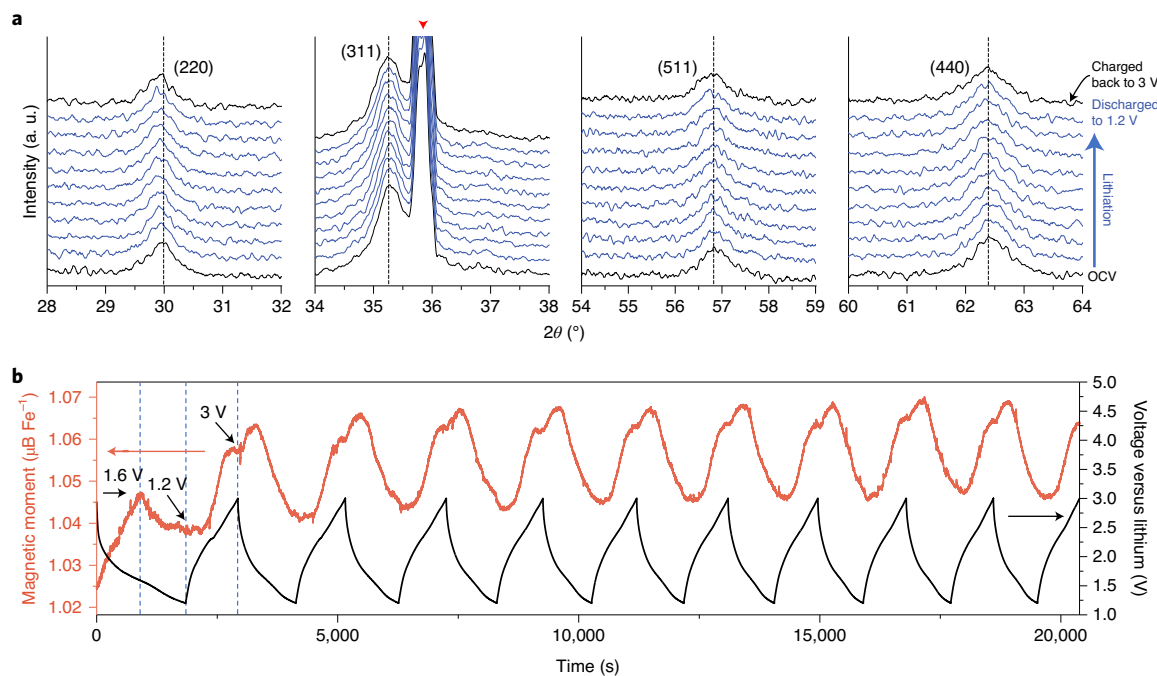 a
Intensity (a. u.)
(220)
(311)
(511)
(440)
Charged
back to 3 V
Discharged
to 1.2 V
Lithiation
OCV
28 29 30 31 32
34 35 36 37 38
54 55 56 57 58 59
60 61 62 63 64
2θ (°)
b
Magnetic moment (μB Fe⁻¹)
1.07
1.06
1.05
1.04
1.03
1.02
1.6 V
1.2 V
3 V
5.0
4.5
4.0
3.5
3.0
2.5
2.0
1.5
1.0
Voltage versus lithium (V)
0 5,000 10,000 15,000 20,000
Time (s)